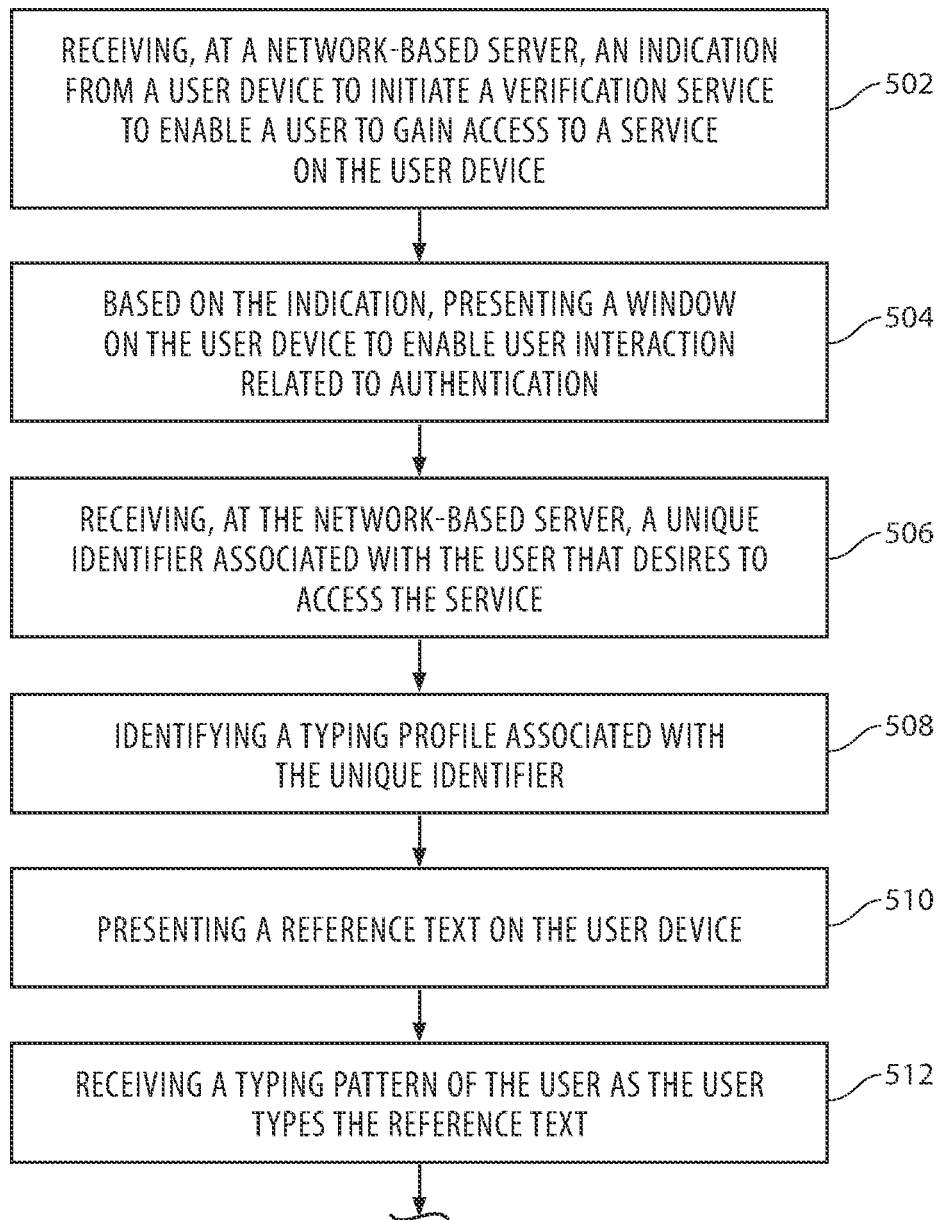 RECEIVING, AT A NETWORK-BASED SERVER, AN INDICATION
FROM A USER DEVICE TO INITIATE A VERIFICATION SERVICE
TO ENABLE A USER TO GAIN ACCESS TO A SERVICE
ON THE USER DEVICE
502
BASED ON THE INDICATION, PRESENTING A WINDOW
ON THE USER DEVICE TO ENABLE USER INTERACTION
RELATED TO AUTHENTICATION
504
RECEIVING, AT THE NETWORK-BASED SERVER, A UNIQUE
IDENTIFIER ASSOCIATED WITH THE USER THAT DESIRES TO
ACCESS THE SERVICE
506
IDENTIFYING A TYPING PROFILE ASSOCIATED WITH
THE UNIQUE IDENTIFIER
508
PRESENTING A REFERENCE TEXT ON THE USER DEVICE
510
RECEIVING A TYPING PATTERN OF THE USER AS THE USER
TYPES THE REFERENCE TEXT
512